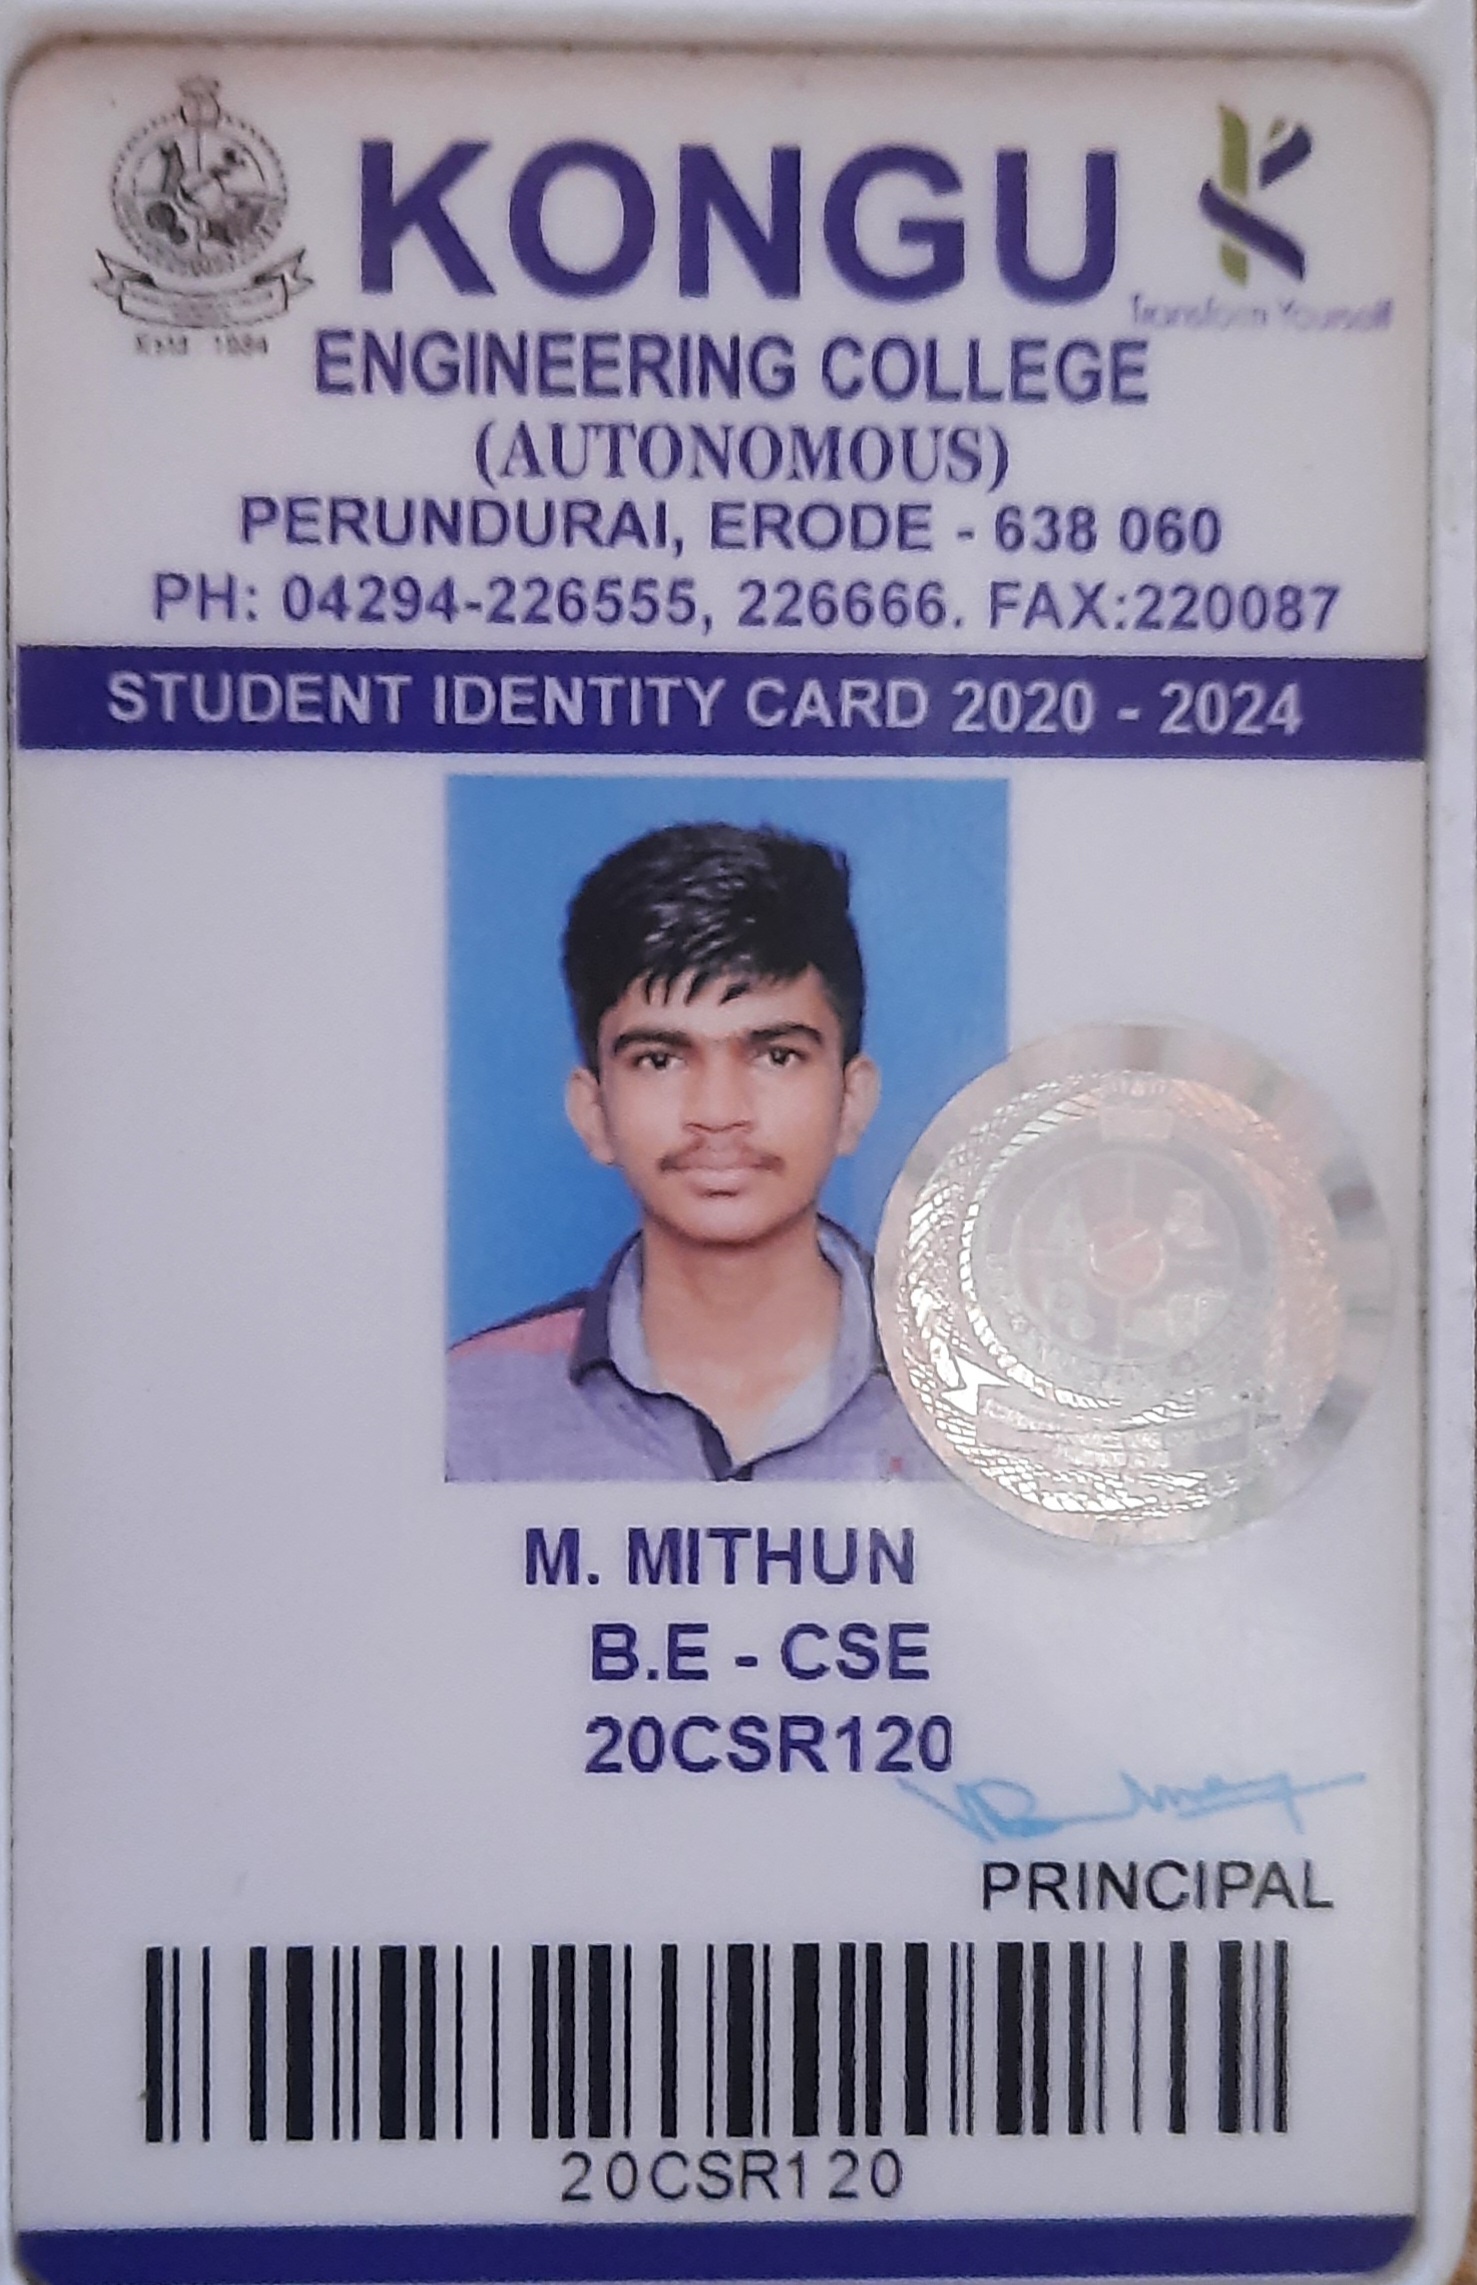 KONGU
Transform Yourself
Estd : 1984
ENGINEERING COLLEGE
(AUTONOMOUS)
PERUNDURAI, ERODE - 638 060
PH: 04294-226555, 226666. FAX:220087
STUDENT IDENTITY CARD 2020 - 2024
M. MITHUN
B.E - CSE
20CSR120
PRINCIPAL
20CSR120